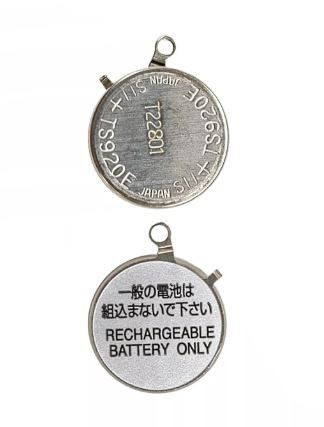 SII + TS920E
JAPAN
SII + TS920E
JAPAN
T22801
一般の電池は
組込まないで下さい
RECHARGEABLE
BATTERY ONLY